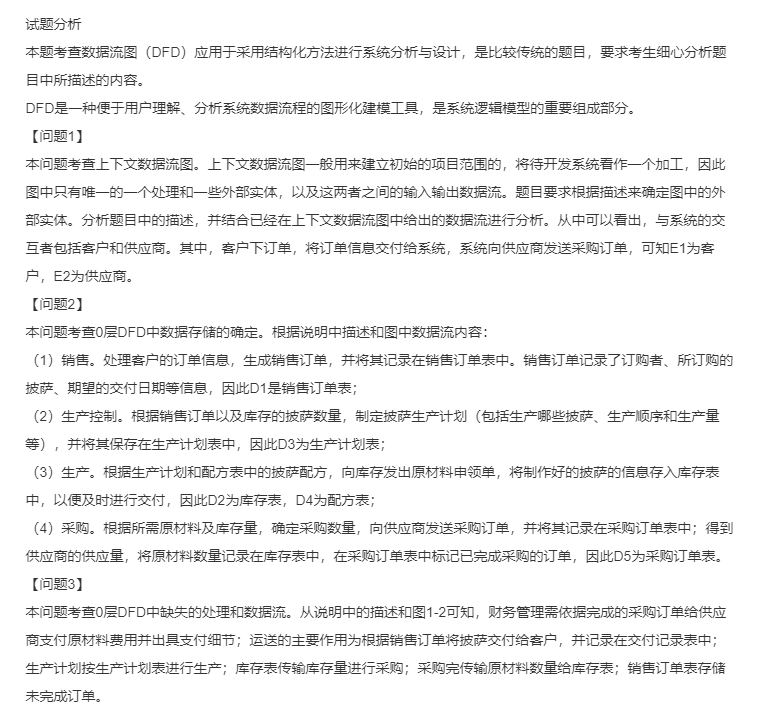 试题分析
本题考查数据流图（DFD）应用于采用结构化方法进行系统分析与设计，是比较传统的题目，要求考生细心分析题
目中所描述的内容。
DFD是一种便于用户理解、分析系统数据流程的图形化建模工具，是系统逻辑模型的重要组成部分。
【问题1】
本问题考查上下文数据流图。上下文数据流图一般用来建立初始的项目范围的，将待开发系统看作一个加工，因此
图中只有唯一的一个处理和一些外部实体，以及这两者之间的输入输出数据流。题目要求根据描述来确定图中的外
部实体。分析题目中的描述，并结合已经在上下文数据流图中给出的数据流进行分析。从中可以看出，与系统的交
互者包括客户和供应商。其中，客户下订单，将订单信息交付给系统，系统向供应商发送采购订单，可知E1为客
户，E2为供应商。
【问题2】
本问题考查0层DFD中数据存储的确定。根据说明中描述和图中数据流内容：
（1）销售。处理客户的订单信息，生成销售订单，并将其记录在销售订单表中。销售订单记录了订购者、所订购的
披萨、期望的交付日期等信息，因此D1是销售订单表；
（2）生产控制。根据销售订单以及库存的披萨数量，制定披萨生产计划（包括生产哪些披萨、生产顺序和生产量
等），并将其保存在生产计划表中，因此D3为生产计划表；
（3）生产。根据生产计划和配方表中的披萨配方，向库存发出原材料申领单，将制作好的披萨的信息存入库存表
中，以便及时进行交付，因此D2为库存表，D4为配方表；
（4）采购。根据所需原材料及库存量，确定采购数量，向供应商发送采购订单，并将其记录在采购订单表中；得到
供应商的供应量，将原材料数量记录在库存表中，在采购订单表中标记已完成采购的订单，因此D5为采购订单表。
【问题3】
本问题考查0层DFD中缺失的处理和数据流。从说明中的描述和图1-2可知，财务管理需依据完成的采购订单给供应
商支付原材料费用并出具支付细节；运送的主要作用为根据销售订单将披萨交付给客户，并记录在交付记录表中；
生产计划按生产计划表进行生产；库存表传输库存量进行采购；采购完传输原材料数量给库存表；销售订单表存储
未完成订单。